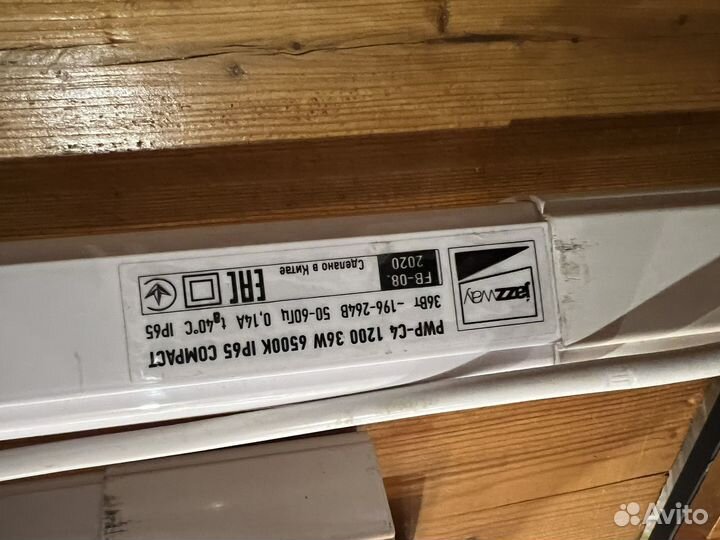 jazzway
PWP-C4 1200 36W 6500K IP65 COMPACT
36Вт ~196-264В 50-60Гц 0,14А tа40°C IP65
FB-08.
2020
Сделано в Китае
EAC
Avito